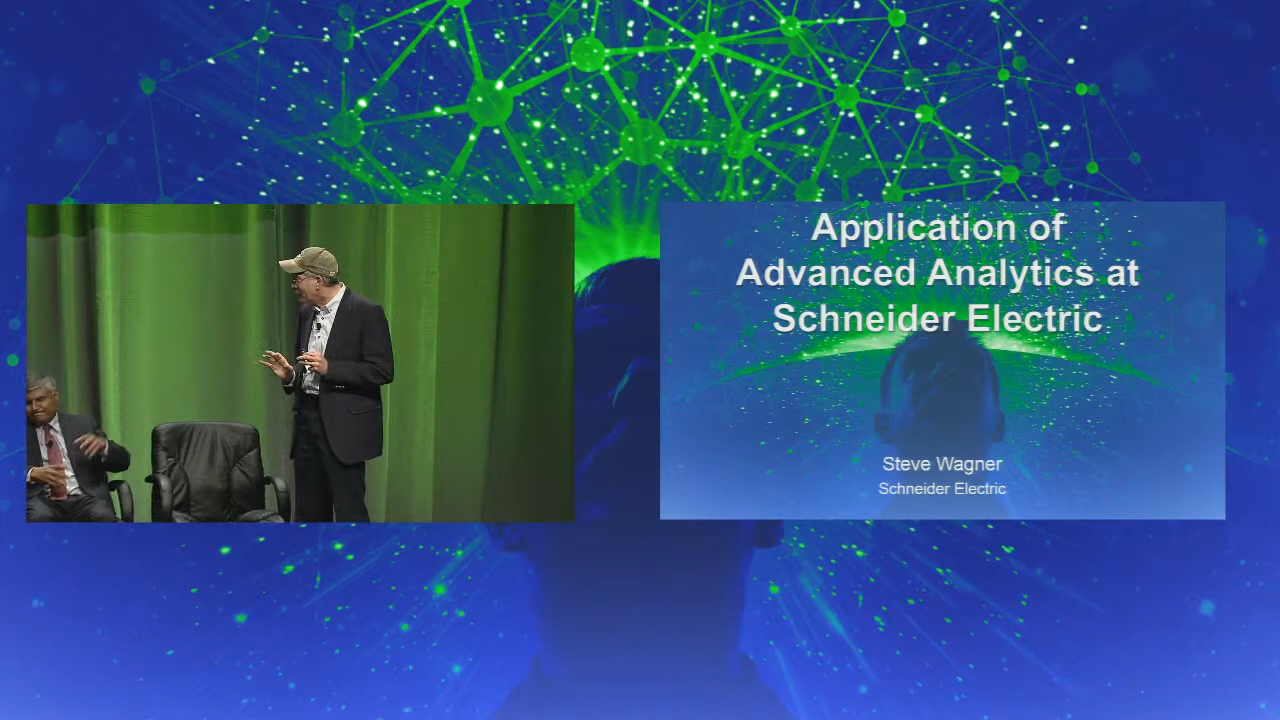 Application of
Advanced Analytics at
Schneider Electric
Steve Wagner
Schneider Electric